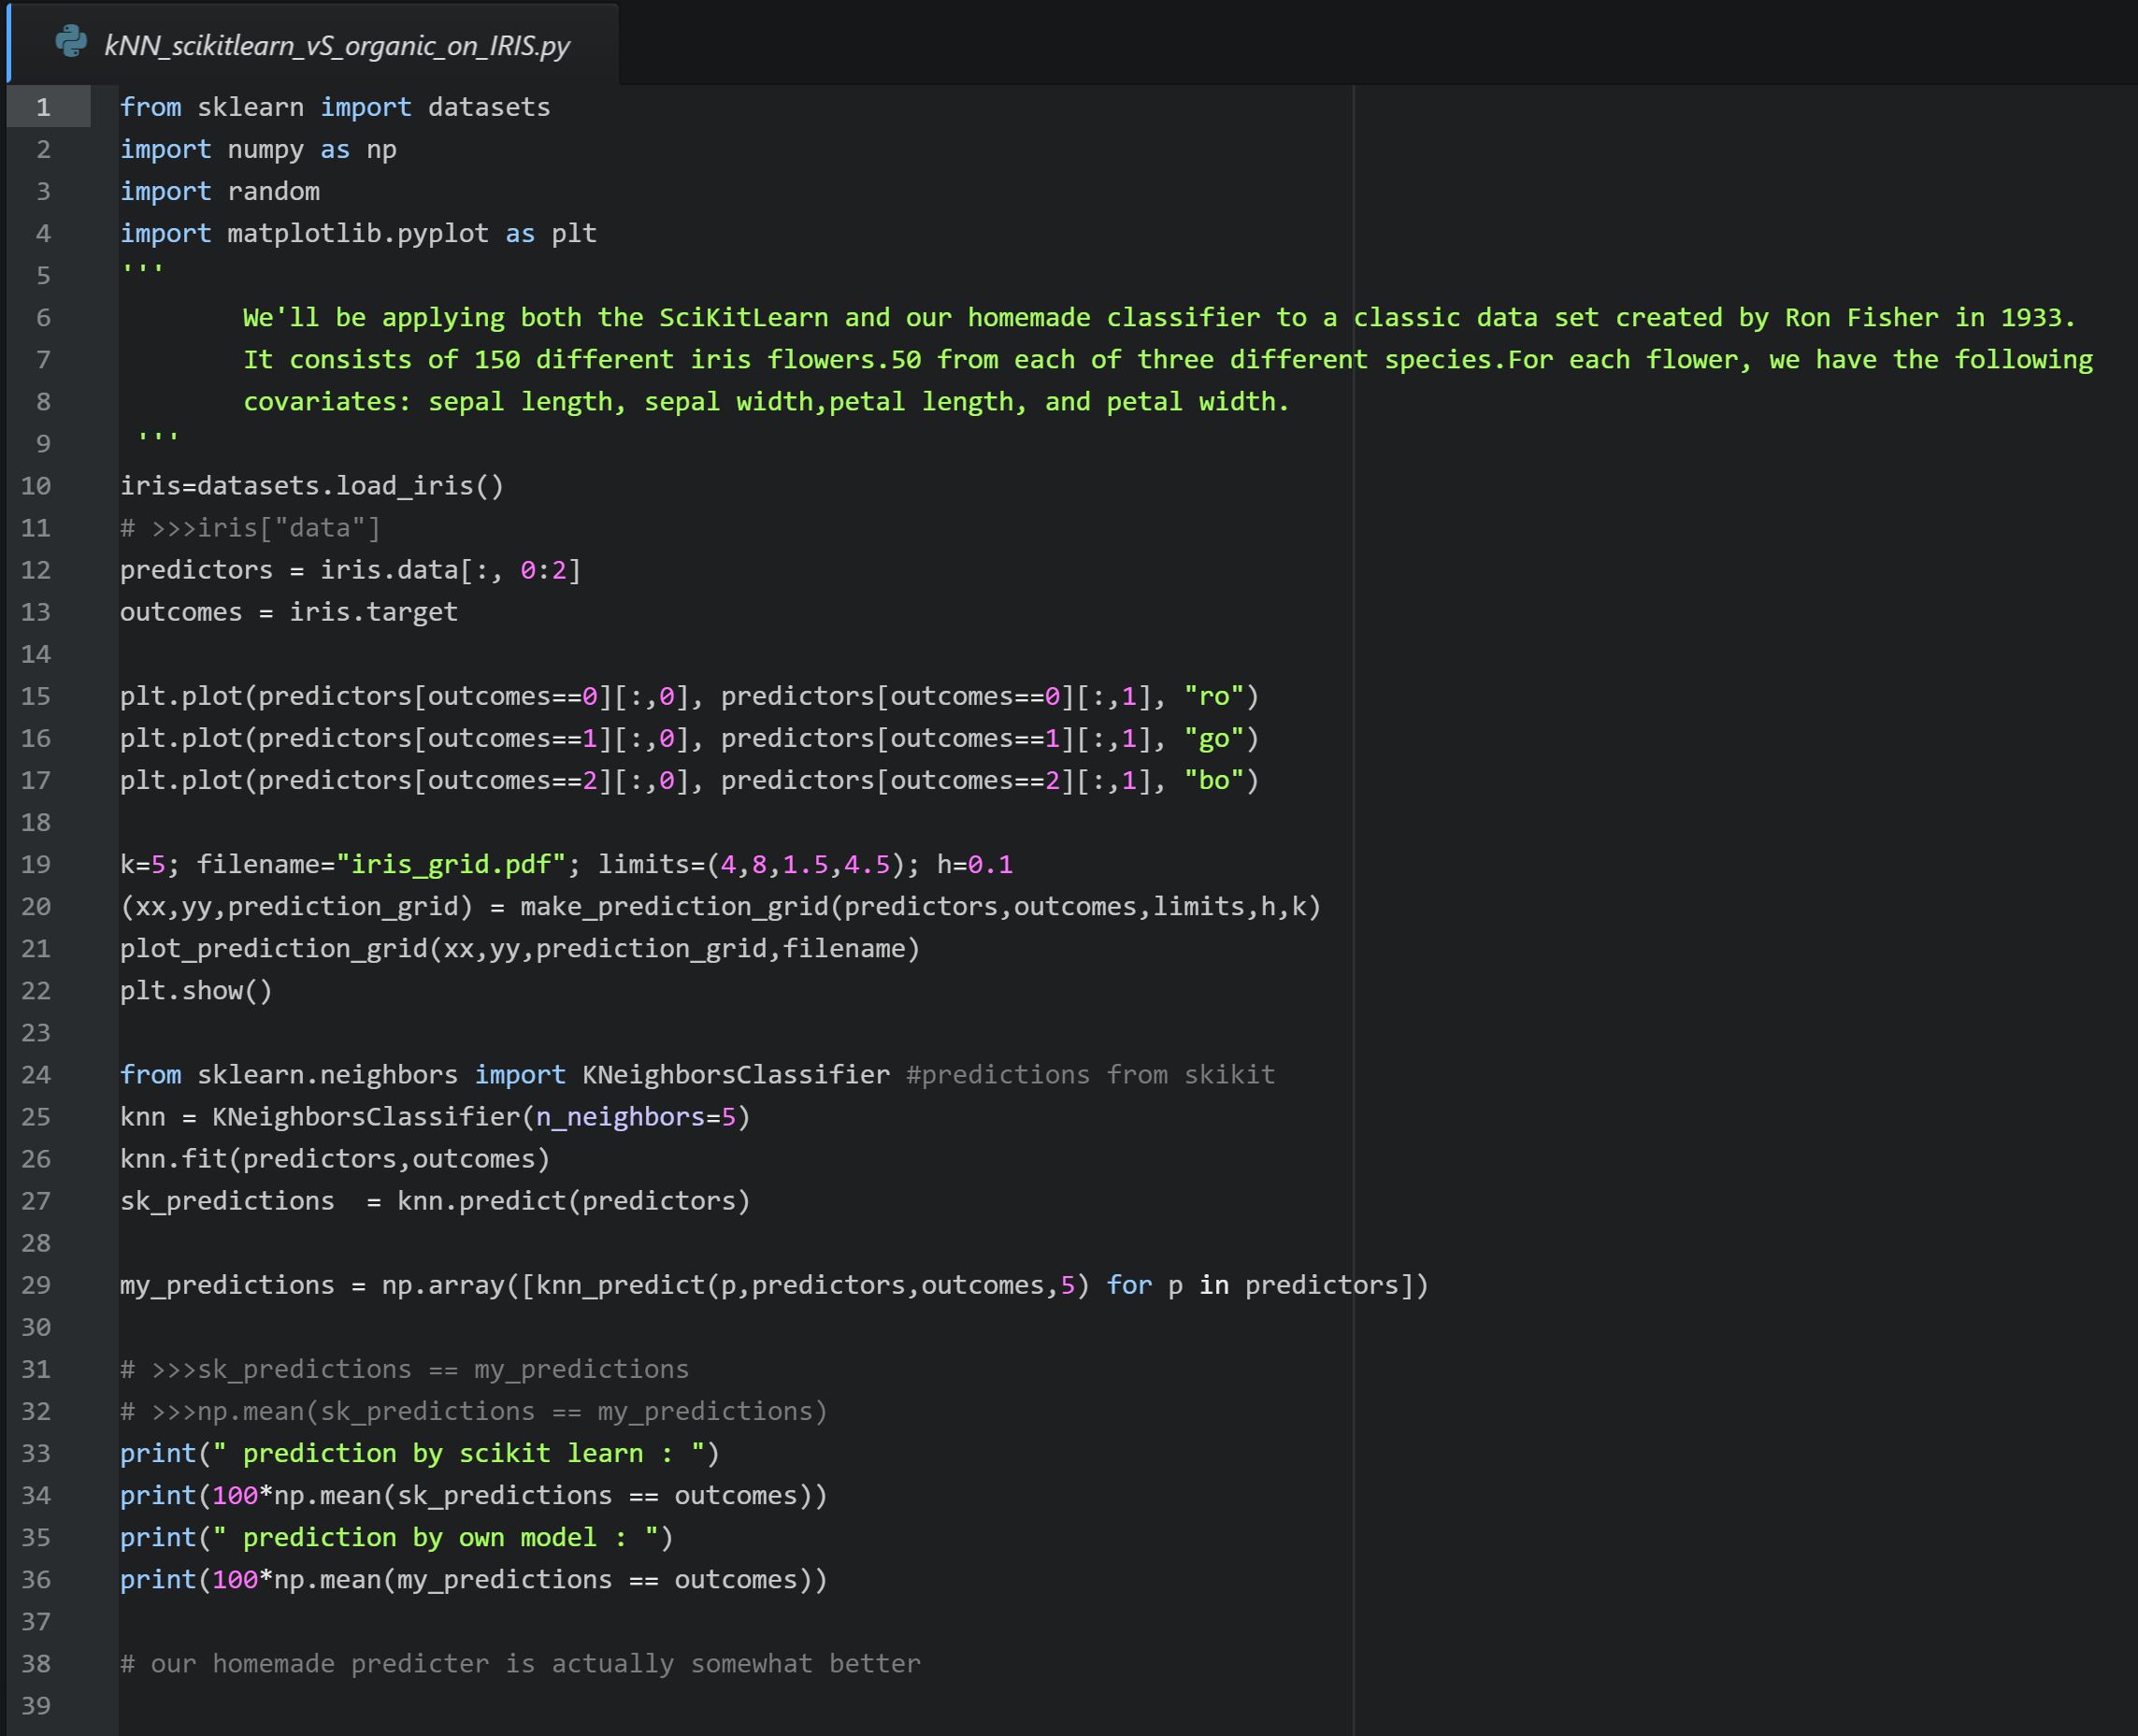 kNN_scikitlearn_vS_organic_on_IRIS.py
1 from sklearn import datasets
2 import numpy as np
3 import random
4 import matplotlib.pyplot as plt
5 '''
6         We'll be applying both the SciKitLearn and our homemade classifier to a classic data set created by Ron Fisher in 1933.
7         It consists of 150 different iris flowers.50 from each of three different species.For each flower, we have the following
8         covariates: sepal length, sepal width,petal length, and petal width.
9  '''
10 iris=datasets.load_iris()
11 # >>>iris["data"]
12 predictors = iris.data[:, 0:2]
13 outcomes = iris.target
14
15 plt.plot(predictors[outcomes==0][:,0], predictors[outcomes==0][:,1], "ro")
16 plt.plot(predictors[outcomes==1][:,0], predictors[outcomes==1][:,1], "go")
17 plt.plot(predictors[outcomes==2][:,0], predictors[outcomes==2][:,1], "bo")
18
19 k=5; filename="iris_grid.pdf"; limits=(4,8,1.5,4.5); h=0.1
20 (xx,yy,prediction_grid) = make_prediction_grid(predictors,outcomes,limits,h,k)
21 plot_prediction_grid(xx,yy,prediction_grid,filename)
22 plt.show()
23
24 from sklearn.neighbors import KNeighborsClassifier #predictions from skikit
25 knn = KNeighborsClassifier(n_neighbors=5)
26 knn.fit(predictors,outcomes)
27 sk_predictions  = knn.predict(predictors)
28
29 my_predictions = np.array([knn_predict(p,predictors,outcomes,5) for p in predictors])
30
31 # >>>sk_predictions == my_predictions
32 # >>>np.mean(sk_predictions == my_predictions)
33 print(" prediction by scikit learn : ")
34 print(100*np.mean(sk_predictions == outcomes))
35 print(" prediction by own model : ")
36 print(100*np.mean(my_predictions == outcomes))
37
38 # our homemade predicter is actually somewhat better
39